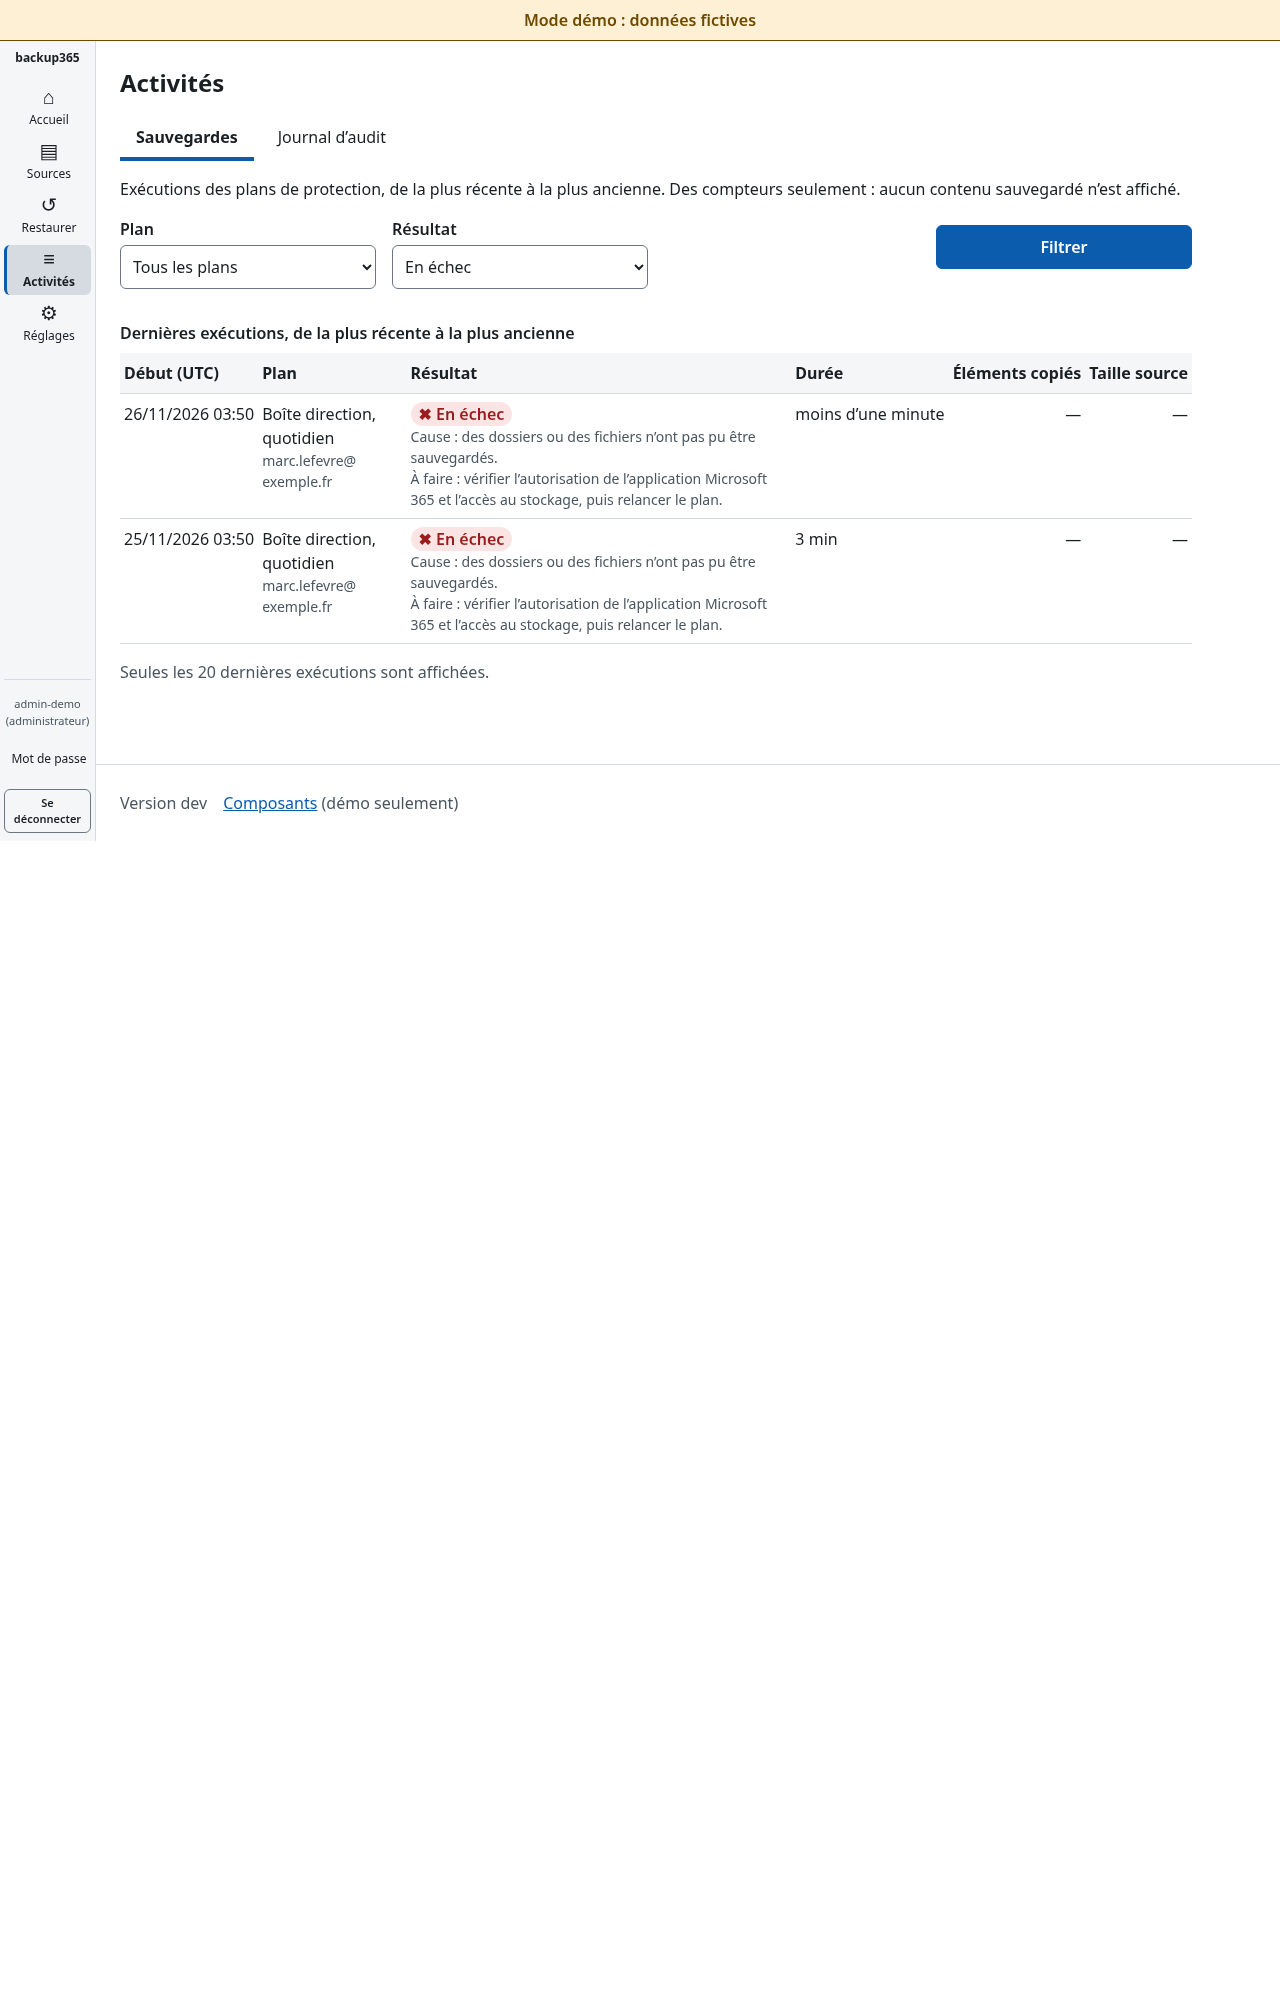 Mode démo : données fictives
backup365
Accueil
Sources
Restaurer
Activités
Réglages
admin-demo
(administrateur)
Mot de passe
Se
déconnecter
Activités
Sauvegardes
Journal d’audit
Exécutions des plans de protection, de la plus récente à la plus ancienne. Des compteurs seulement : aucun contenu sauvegardé n’est affiché.
Plan
Tous les plans
Résultat
En échec
Filtrer
Dernières exécutions, de la plus récente à la plus ancienne
Début (UTC) Plan Résultat Durée Éléments copiés Taille source
26/11/2026 03:50
Boîte direction,
quotidien
marc.lefevre@
exemple.fr
✖ En échec
Cause : des dossiers ou des fichiers n’ont pas pu être
sauvegardés.
À faire : vérifier l’autorisation de l’application Microsoft
365 et l’accès au stockage, puis relancer le plan.
moins d’une minute
—
—
25/11/2026 03:50
Boîte direction,
quotidien
marc.lefevre@
exemple.fr
✖ En échec
Cause : des dossiers ou des fichiers n’ont pas pu être
sauvegardés.
À faire : vérifier l’autorisation de l’application Microsoft
365 et l’accès au stockage, puis relancer le plan.
3 min
—
—
Seules les 20 dernières exécutions sont affichées.
Version dev Composants (démo seulement)